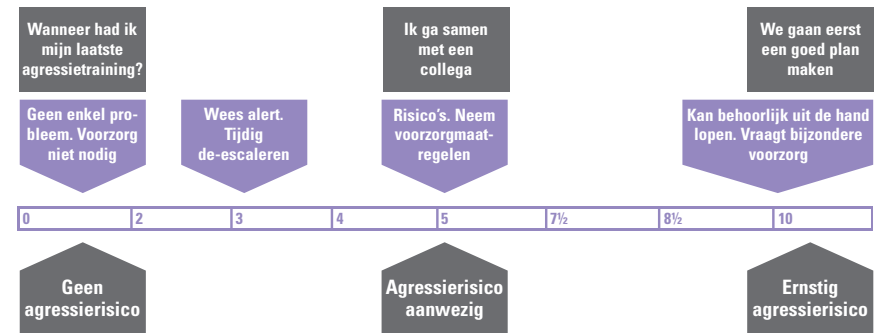 Wanneer had ik
mijn laatste
agressietraining?
Ik ga samen
met een
collega
We gaan eerst
een goed plan
maken
Geen enkel pro-
bleem. Voorzorg
niet nodig
Wees alert.
Tijdig
de-escaleren
Risico’s. Neem
voorzorgmaat-
regelen
Kan behoorlijk uit de hand
lopen. Vraagt bijzondere
voorzorg
0 2 3 4 5 7½ 8½ 10
Geen
agressierisico
Agressierisico
aanwezig
Ernstig
agressierisico